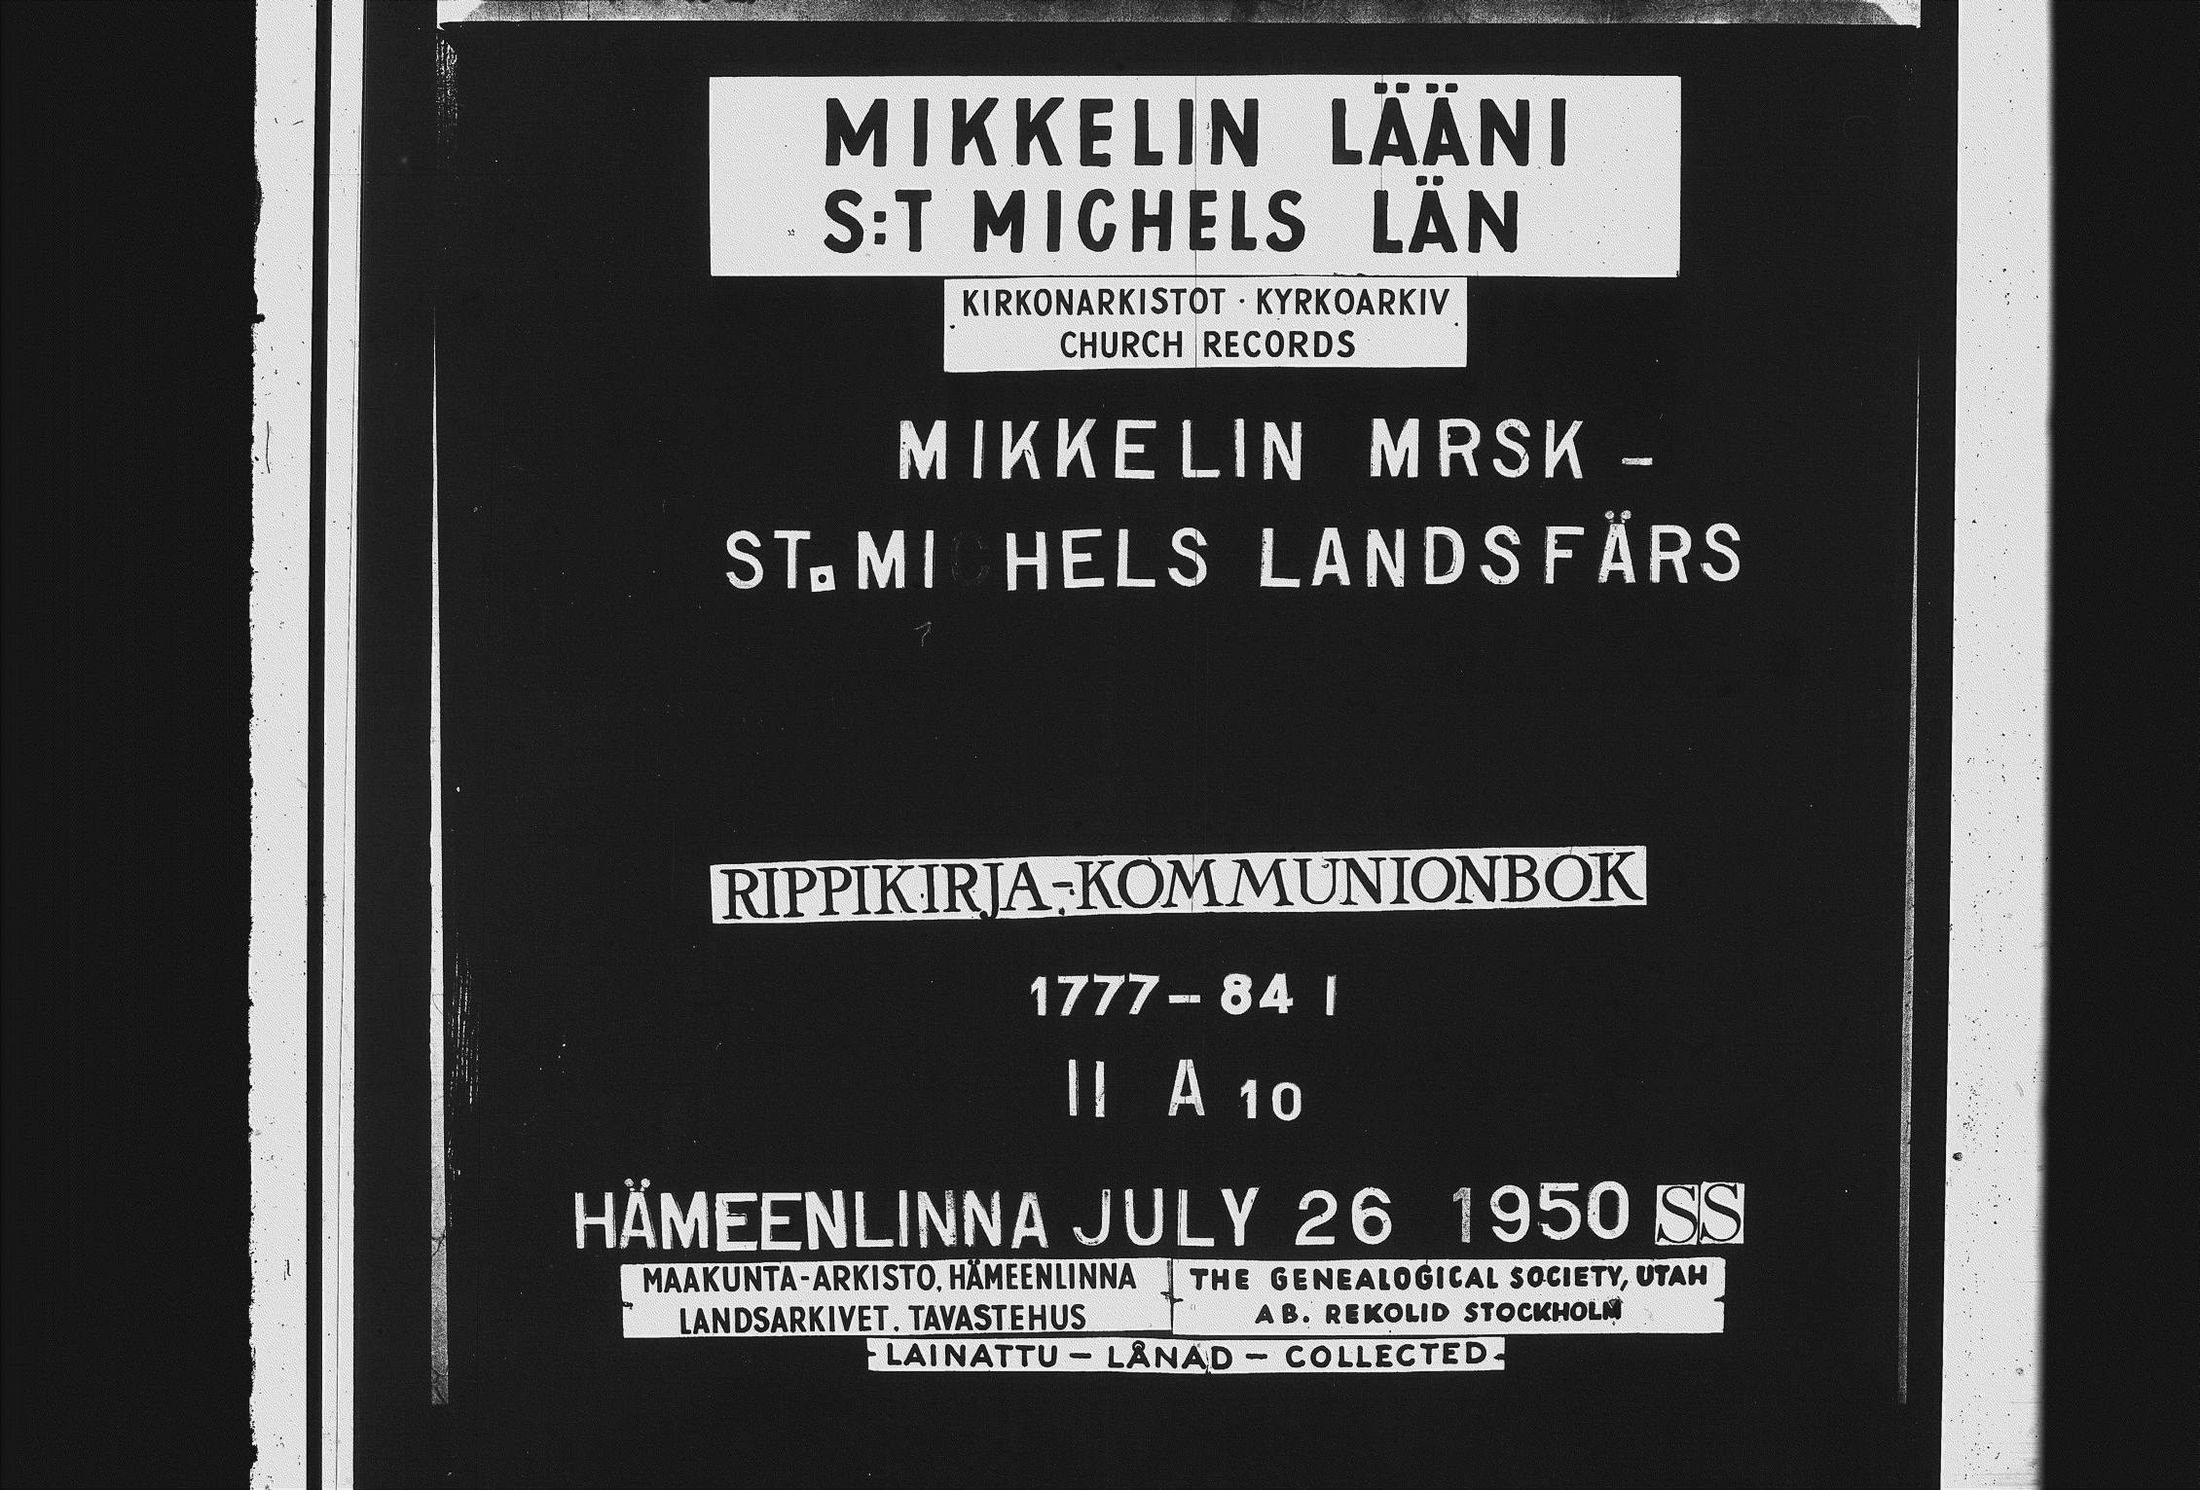 MIKKELIN LÄÄNI
S:T MICHELS LÄN
KIRKONARKISTOT · KYRKOARKIV
CHURCH RECORDS
MIKKELIN MRSK –
ST. MICHELS LANDSFÄRS
RIPPIKIRJA-KOMMUNIONBOK
1777–84 I
II A 10
HÄMEENLINNA JULY 26 1950 SS
MAAKUNTA-ARKISTO, HÄMEENLINNA
LANDSARKIVET. TAVASTEHUS
THE GENEALOGICAL SOCIETY, UTAH
AB. REKOLID STOCKHOLM
LAINATTU – LÅNAD – COLLECTED